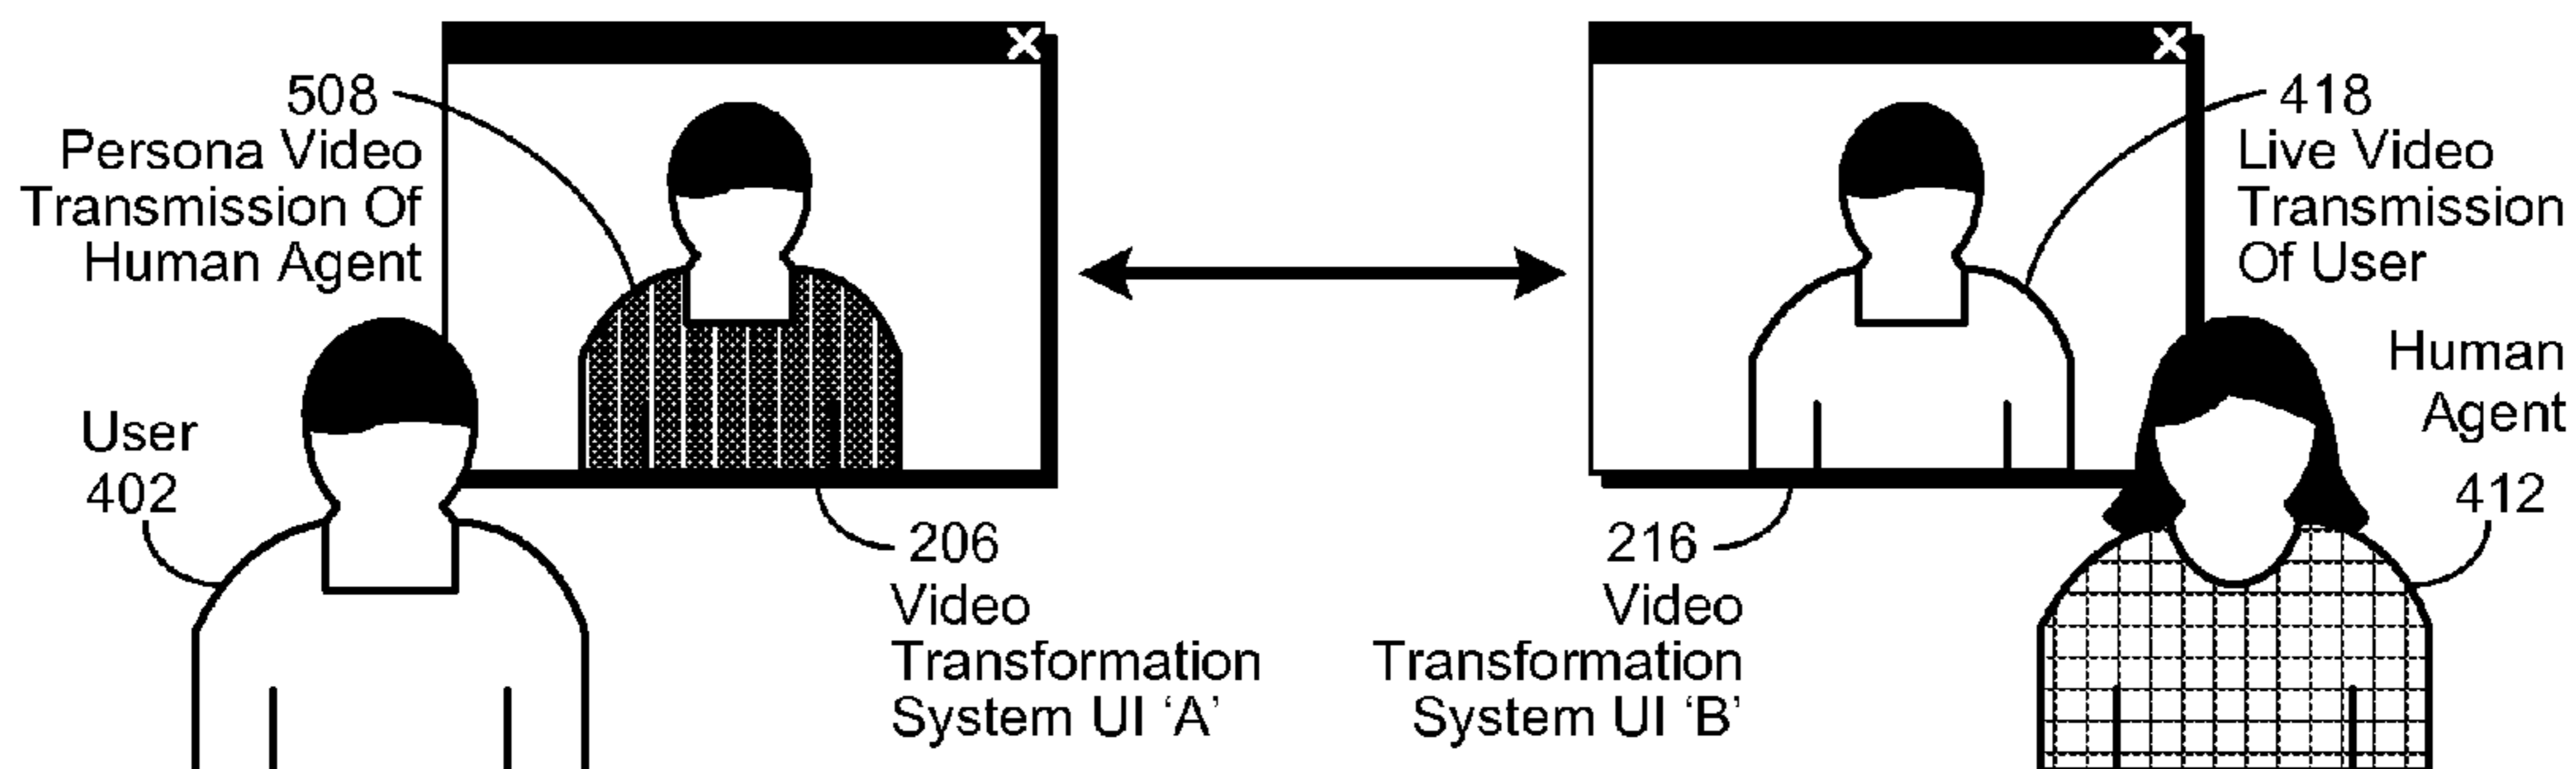 508
Persona Video
Transmission Of
Human Agent
User
402
206
Video
Transformation
System UI ‘A’
418
Live Video
Transmission
Of User
Human
Agent
412
216
Video
Transformation
System UI ‘B’